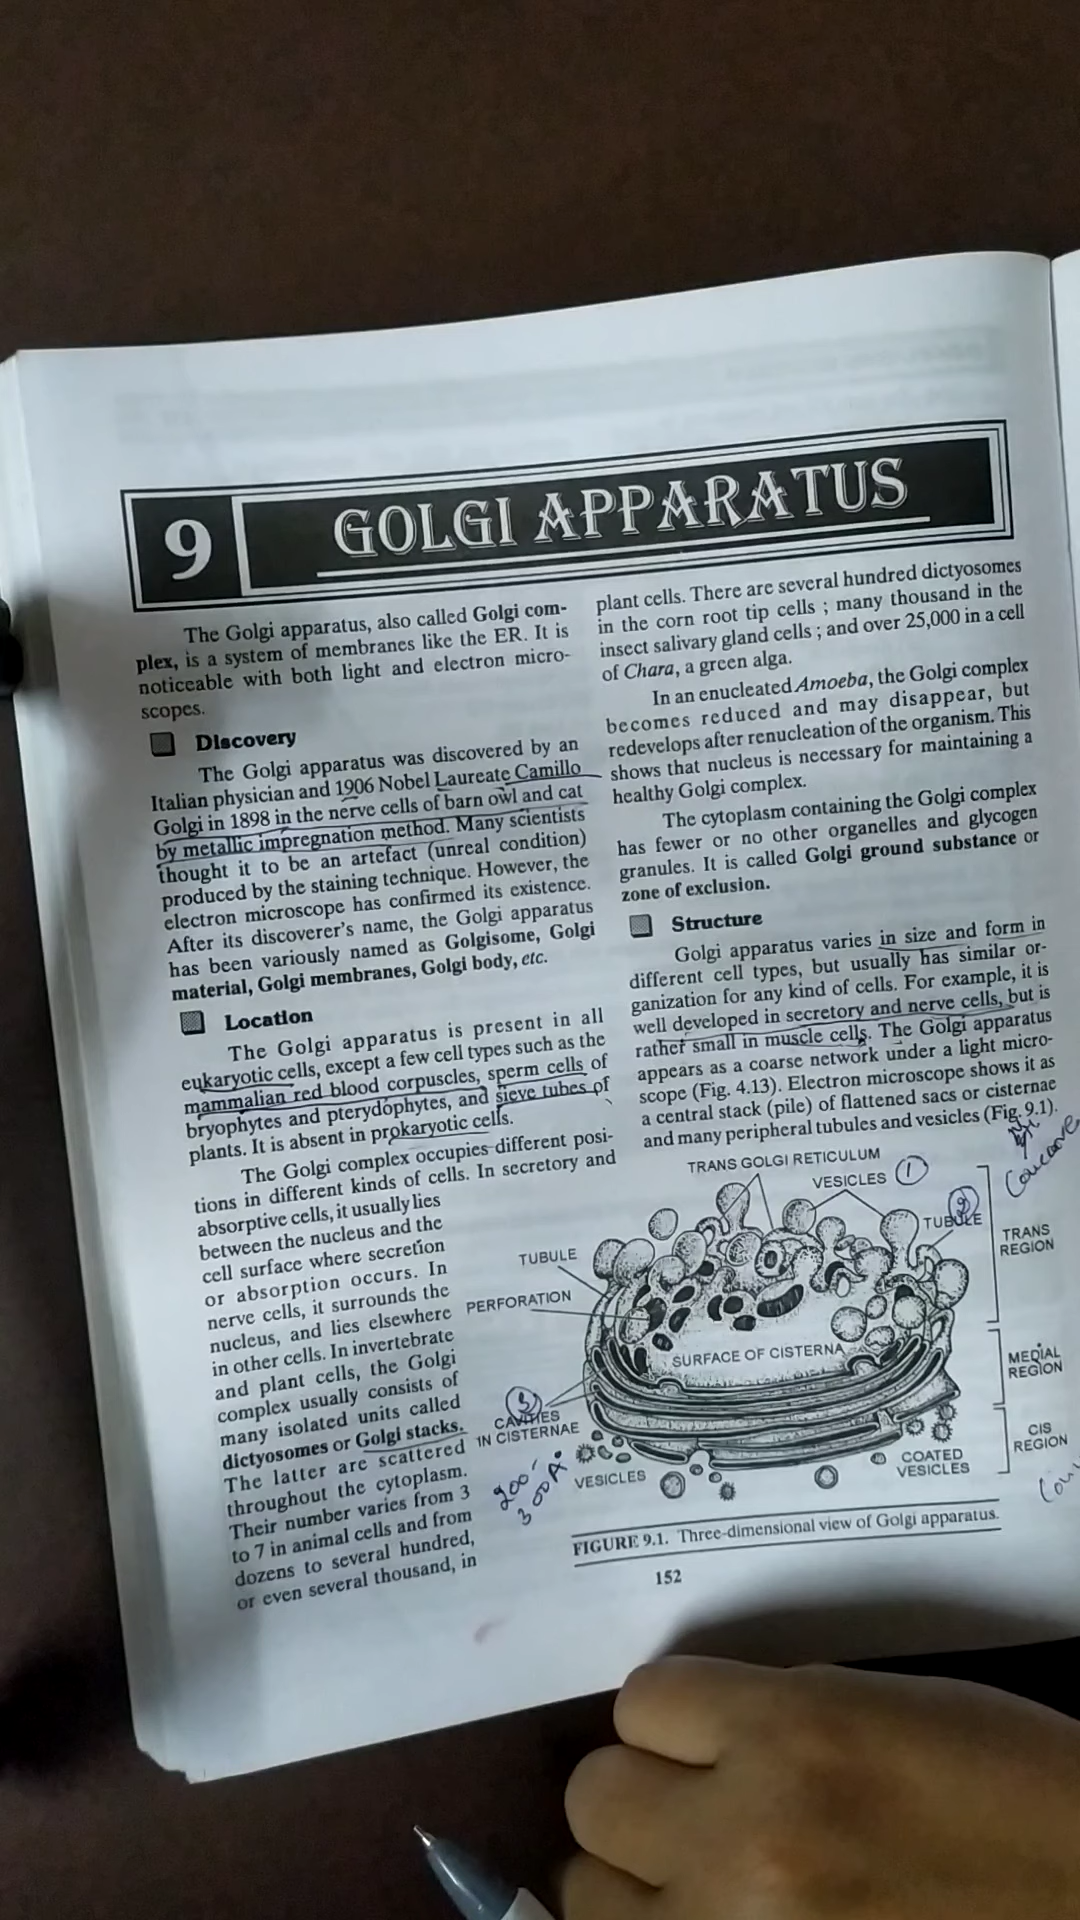 9
GOLGI APPARATUS
The Golgi apparatus, also called Golgi com-
plex, is a system of membranes like the ER. It is
noticeable with both light and electron micro-
scopes.
Discovery
The Golgi apparatus was discovered by an
Italian physician and 1906 Nobel Laureate Camillo
Golgi in 1898 in the nerve cells of barn owl and cat
by metallic impregnation method. Many scientists
thought it to be an artefact (unreal condition)
produced by the staining technique. However, the
electron microscope has confirmed its existence.
After its discoverer's name, the Golgi apparatus
has been variously named as Golgisome, Golgi
material, Golgi membranes, Golgi body, etc.
Location
The Golgi apparatus is present in all
eukaryotic cells, except a few cell types such as the
mammalian red blood corpuscles, sperm cells of
bryophytes and pterydophytes, and sieve tubes of
plants. It is absent in prokaryotic cells.
The Golgi complex occupies different posi-
tions in different kinds of cells. In secretory and
absorptive cells, it usually lies
between the nucleus and the
cell surface where secretion
or absorption occurs. In
nerve cells, it surrounds the
nucleus, and lies elsewhere
in other cells. In invertebrate
and plant cells, the Golgi
complex usually consists of
many isolated units called
dictyosomes or Golgi stacks.
The latter are scattered
throughout the cytoplasm.
Their number varies from 3
to 7 in animal cells and from
dozens to several hundred,
or even several thousand, in
plant cells. There are several hundred dictyosomes
in the corn root tip cells ; many thousand in the
insect salivary gland cells ; and over 25,000 in a cell
of Chara, a green alga.
In an enucleated Amoeba, the Golgi complex
becomes reduced and may disappear, but
redevelops after renucleation of the organism. This
shows that nucleus is necessary for maintaining a
healthy Golgi complex.
The cytoplasm containing the Golgi complex
has fewer or no other organelles and glycogen
granules. It is called Golgi ground substance or
zone of exclusion.
Structure
Golgi apparatus varies in size and form in
different cell types, but usually has similar or-
ganization for any kind of cells. For example, it is
well developed in secretory and nerve cells, but is
rather small in muscle cells. The Golgi apparatus
appears as a coarse network under a light micro-
scope (Fig. 4.13). Electron microscope shows it as
a central stack (pile) of flattened sacs or cisternae
and many peripheral tubules and vesicles (Fig. 9.1).
Concave
TRANS GOLGI RETICULUM
VESICLES 1
TUBULE 2
TRANS
REGION
TUBULE
PERFORATION
SURFACE OF CISTERNA
MEDIAL
REGION
3
CAVITIES
IN CISTERNAE
CIS
REGION
COATED
VESICLES
VESICLES
200-
300A°
FIGURE 9.1. Three-dimensional view of Golgi apparatus.
152